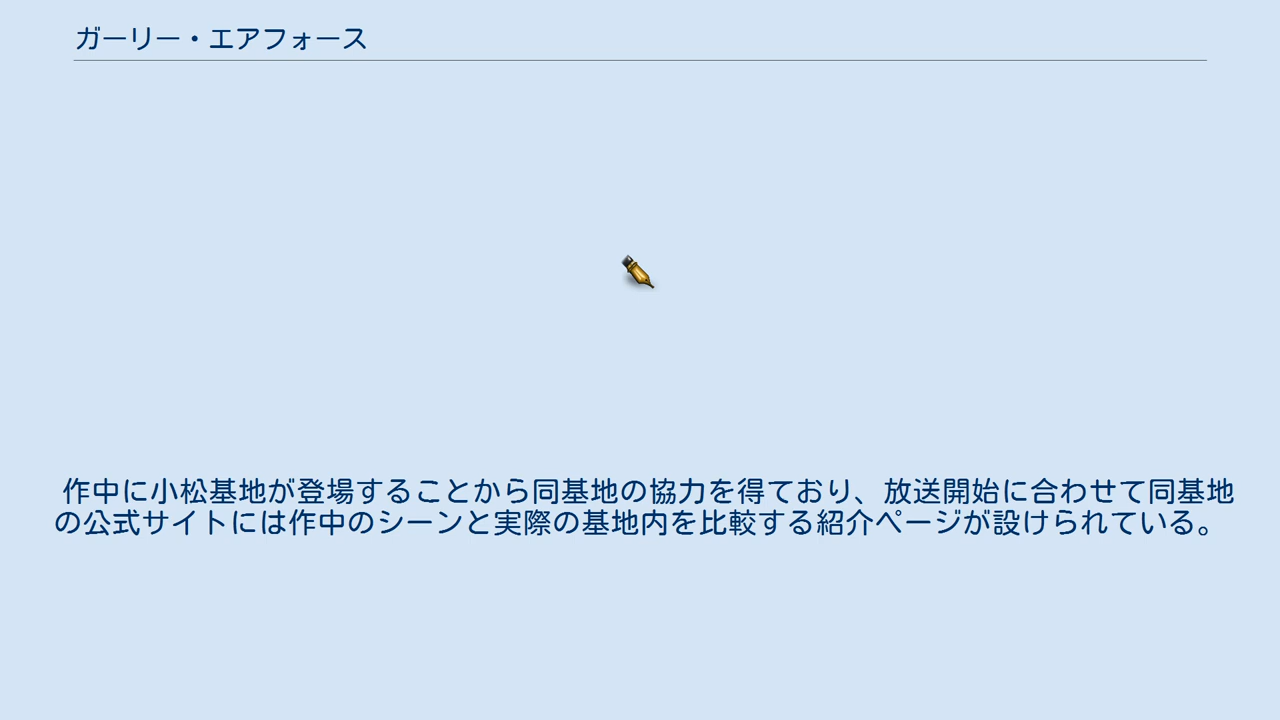 ガーリー・エアフォース
作中に小松基地が登場することから同基地の協力を得ており、放送開始に合わせて同基地
の公式サイトには作中のシーンと実際の基地内を比較する紹介ページが設けられている。